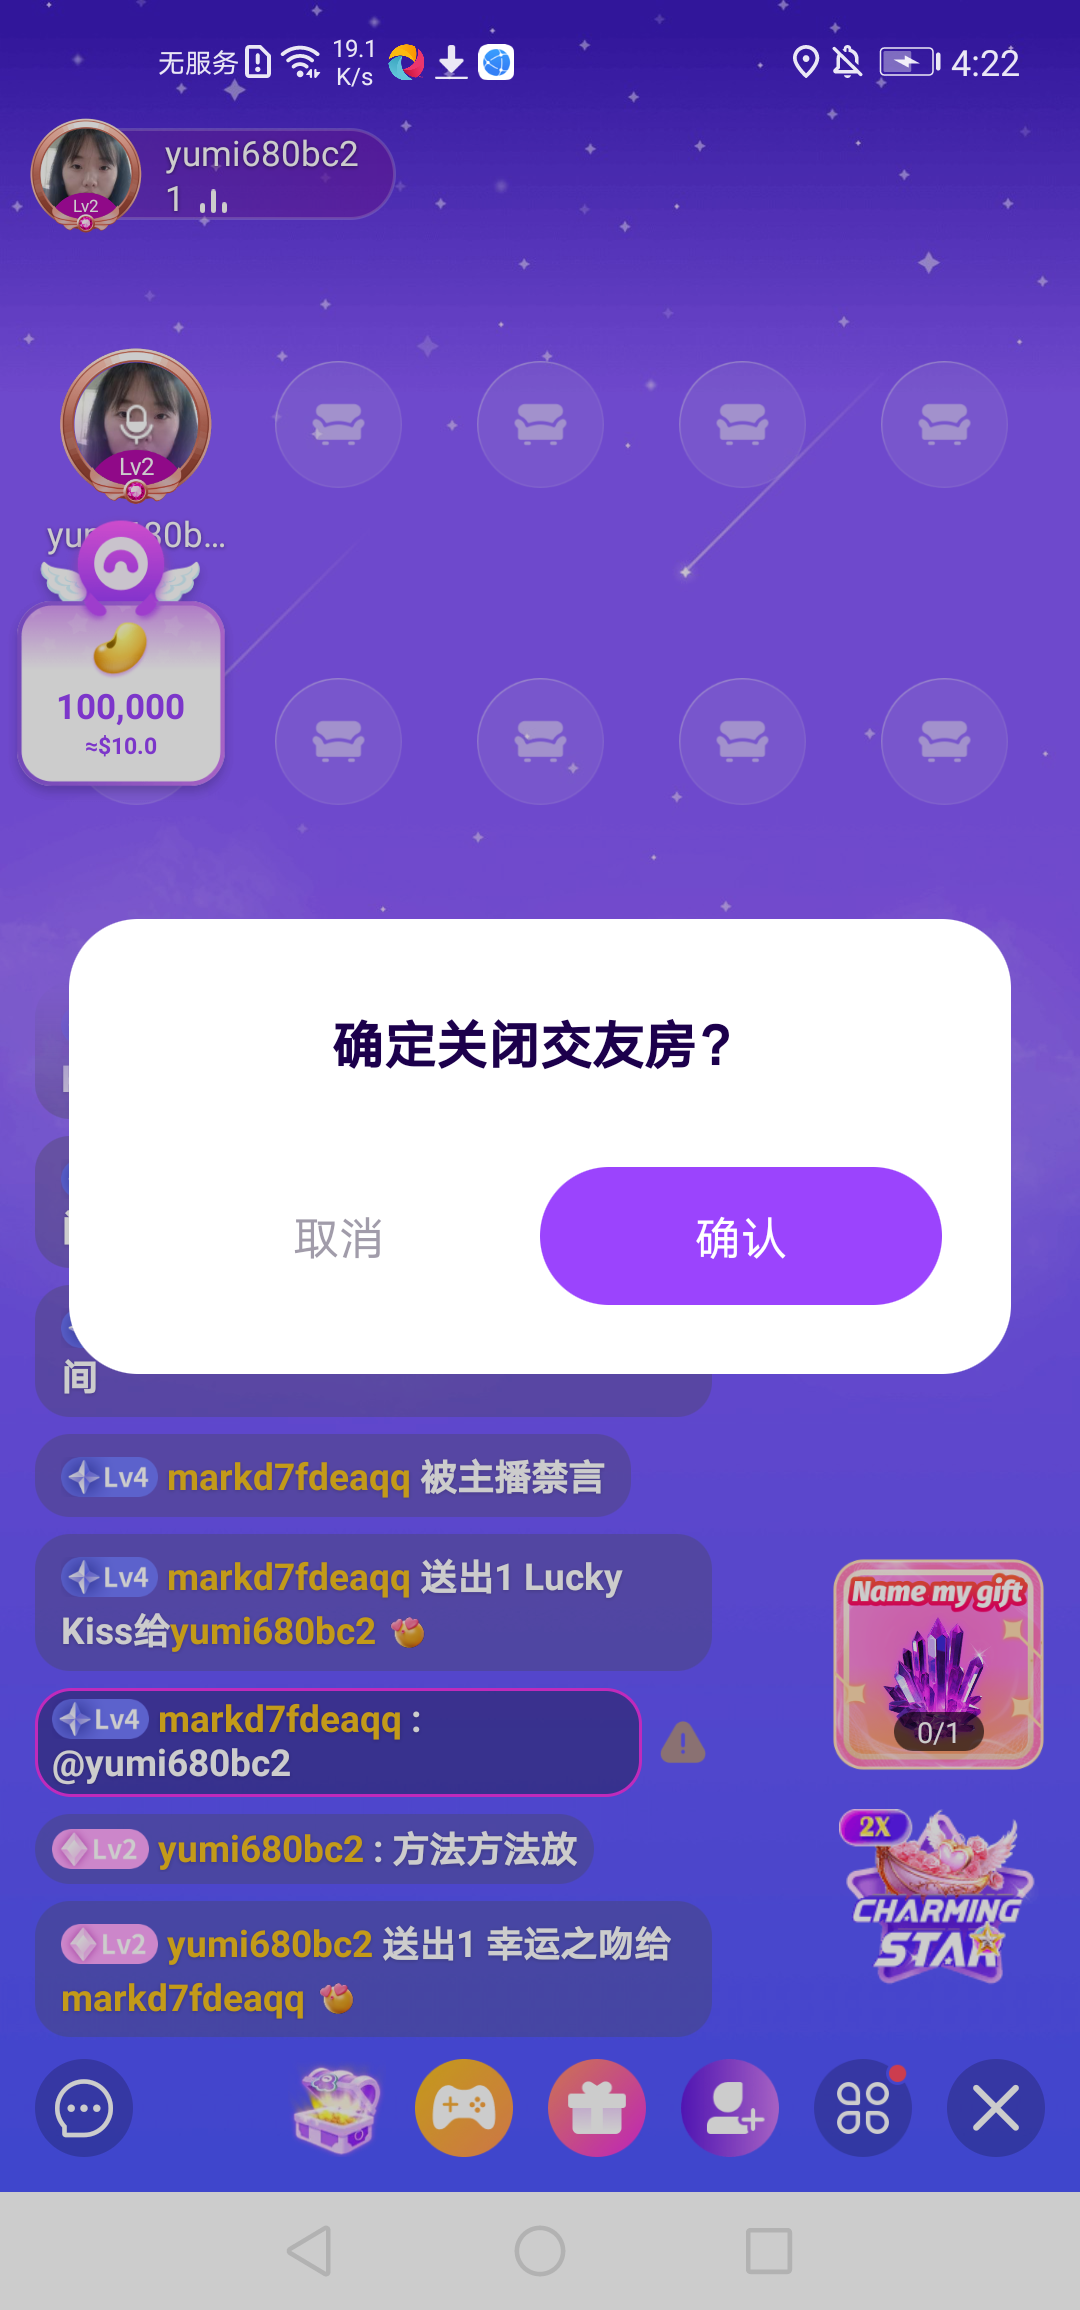 无服务
19.1
K/s
4:22
yumi680bc2
Lv2
1
Lv2
100,000
≈$10.0
确定关闭交友房？
取消
确认
间
Lv4 markd7fdeaqq 被主播禁言
Lv4 markd7fdeaqq 送出1 Lucky
Kiss给yumi680bc2
Lv4 markd7fdeaqq :
@yumi680bc2
Lv2 yumi680bc2 : 方法方法放
Lv2 yumi680bc2 送出1 幸运之吻给
markd7fdeaqq
Name my gift
0/1
2X
CHARMING
STAR